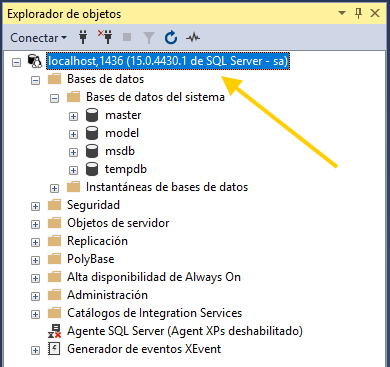 Explorador de objetos
Conectar
localhost,1436 (15.0.4430.1 de SQL Server - sa)
Bases de datos
Bases de datos del sistema
master
model
msdb
tempdb
Instantáneas de bases de datos
Seguridad
Objetos de servidor
Replicación
PolyBase
Alta disponibilidad de Always On
Administración
Catálogos de Integration Services
Agente SQL Server (Agent XPs deshabilitado)
Generador de eventos XEvent